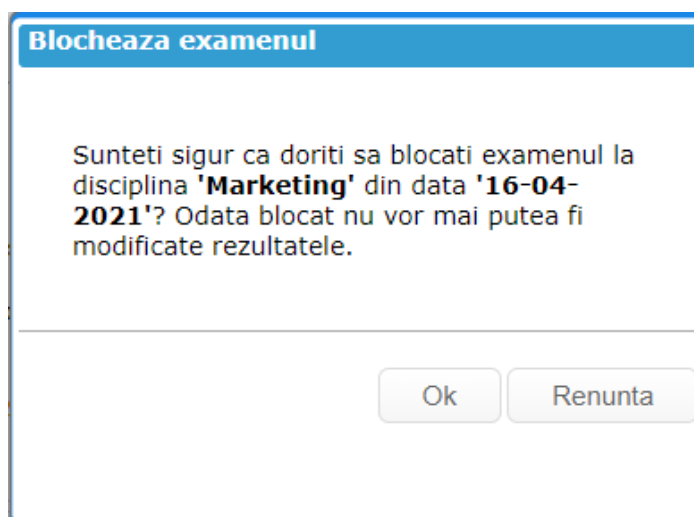 Blocheaza examenul
Sunteti sigur ca doriti sa blocati examenul la
disciplina 'Marketing' din data '16-04-
2021'? Odata blocat nu vor mai putea fi
modificate rezultatele.
Ok Renunta